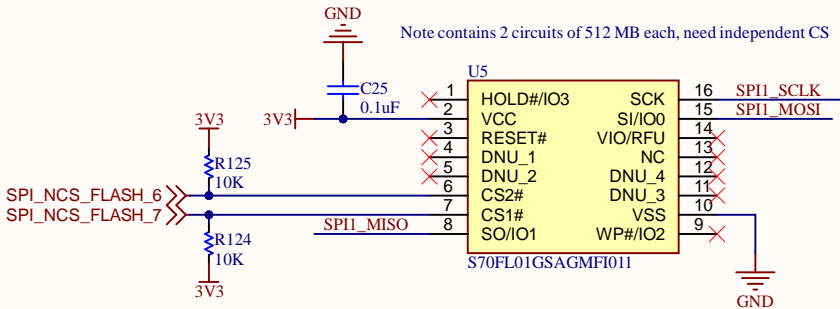 GND
Note contains 2 circuits of 512 MB each, need independent CS
U5
C25
0.1uF
3V3
1 HOLD#/IO3 SCK 16 SPI1_SCLK
2 VCC SI/IO0 15 SPI1_MOSI
3 RESET# VIO/RFU 14
4 DNU_1 NC 13
5 DNU_2 DNU_4 12
6 CS2# DNU_3 11
7 CS1# VSS 10
8 SO/IO1 WP#/IO2 9
3V3
R125
10K
SPI_NCS_FLASH_6
SPI_NCS_FLASH_7
SPI1_MISO
R124
10K
3V3
S70FL01GSAGMFI011
GND